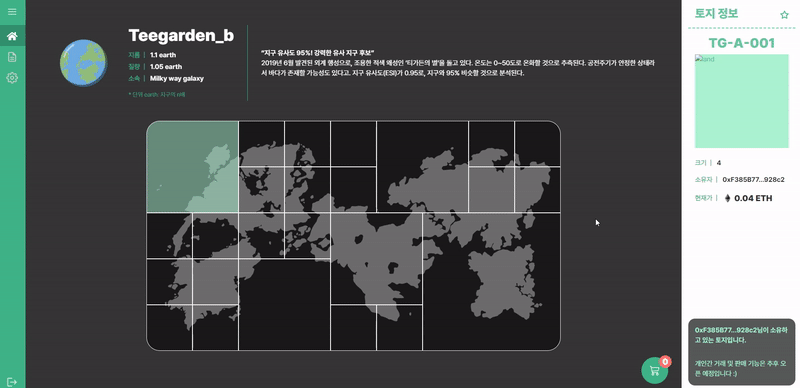 Teegarden_b
지름 | 1.1 earth
질량 | 1.05 earth
소속 | Milky way galaxy
* 단위 earth: 지구의 n배
"지구 유사도 95%! 강력한 유사 지구 후보"
2019년 6월 발견된 외계 행성으로, 조용한 적색 왜성인 '티가든의 별'을 돌고 있다. 온도는 0~50도로 온화할 것으로 추측된다. 공전주기가 안정한 상태라
서 바다가 존재할 가능성도 있다고. 지구 유사도(ESI)가 0.95로, 지구와 95% 비슷할 것으로 분석된다.
토지 정보
TG-A-001
land
크기 | 4
소유자 | 0xF385B77...928c2
현재가 | 0.04 ETH
0
0xF385B77...928c2님이 소유하
고 있는 토지입니다.
개인간 거래 및 판매 기능은 추후 오
픈 예정입니다 :)